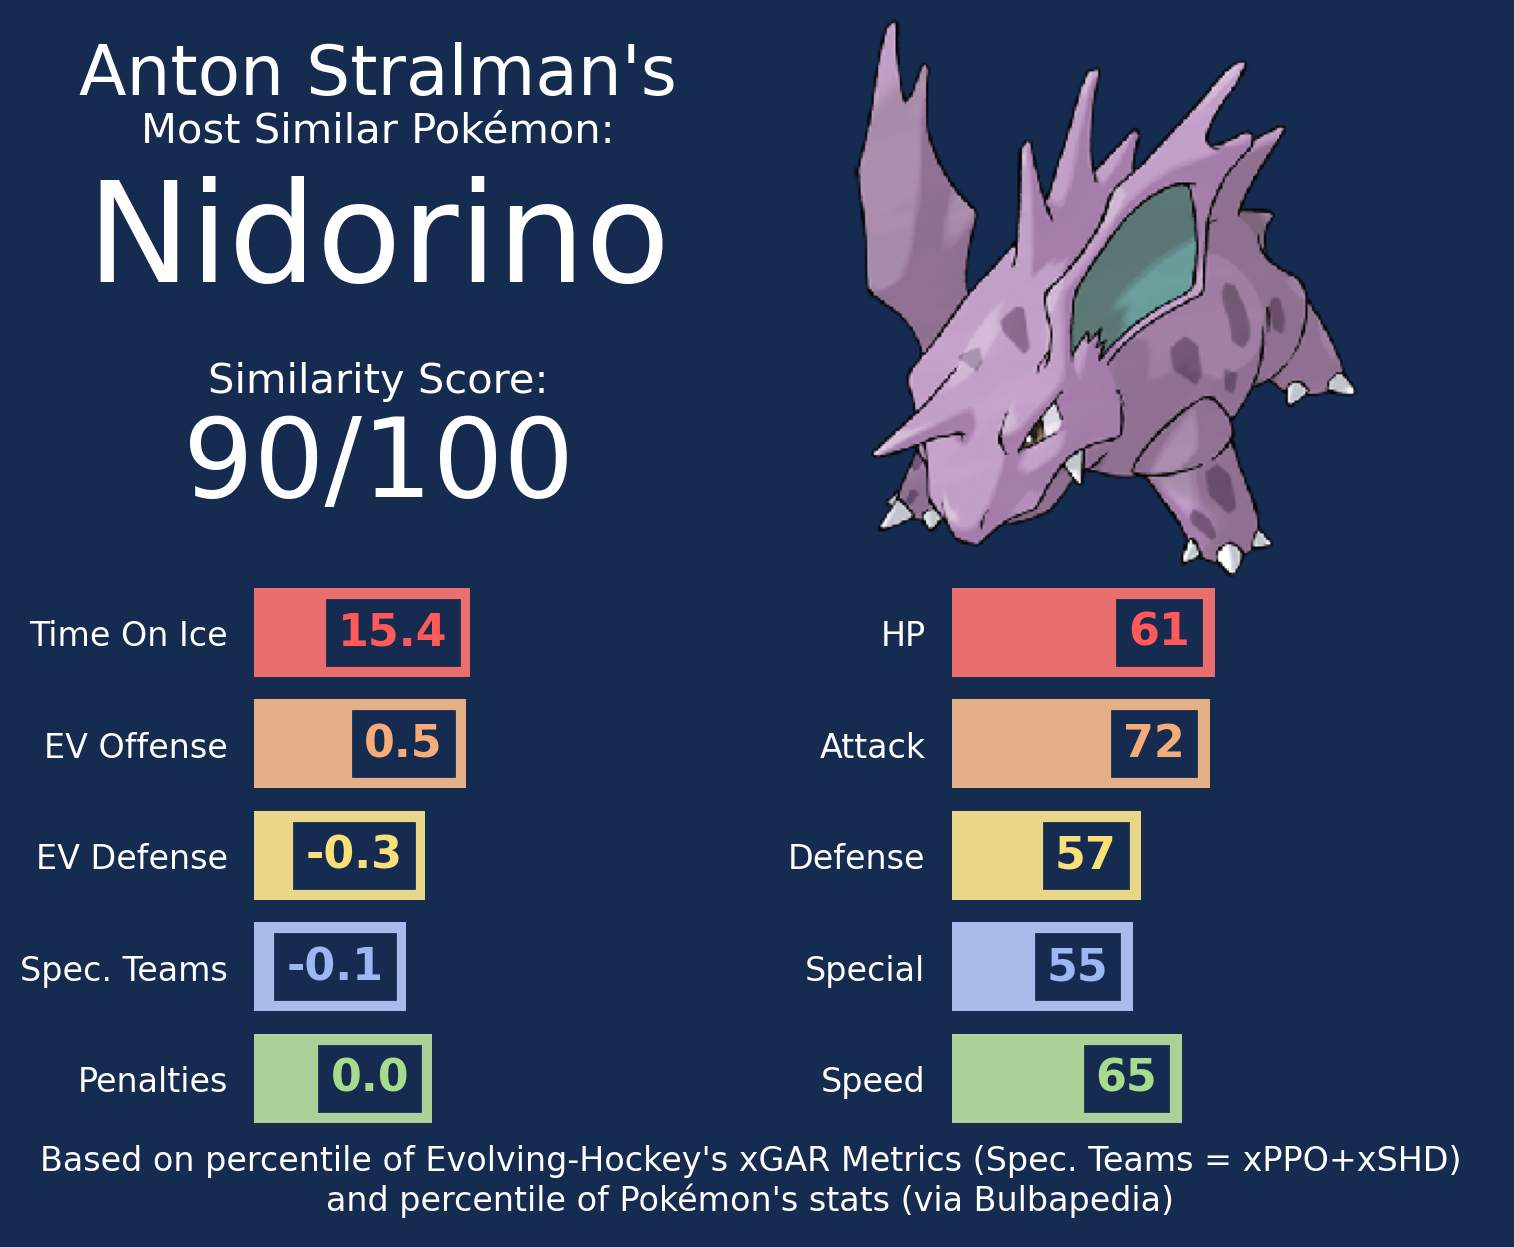 Anton Stralman's
Most Similar Pokémon:
Nidorino
Similarity Score:
90/100
Time On Ice 15.4
EV Offense 0.5
EV Defense -0.3
Spec. Teams -0.1
Penalties 0.0
HP 61
Attack 72
Defense 57
Special 55
Speed 65
Based on percentile of Evolving-Hockey's xGAR Metrics (Spec. Teams = xPPO+xSHD)
and percentile of Pokémon's stats (via Bulbapedia)